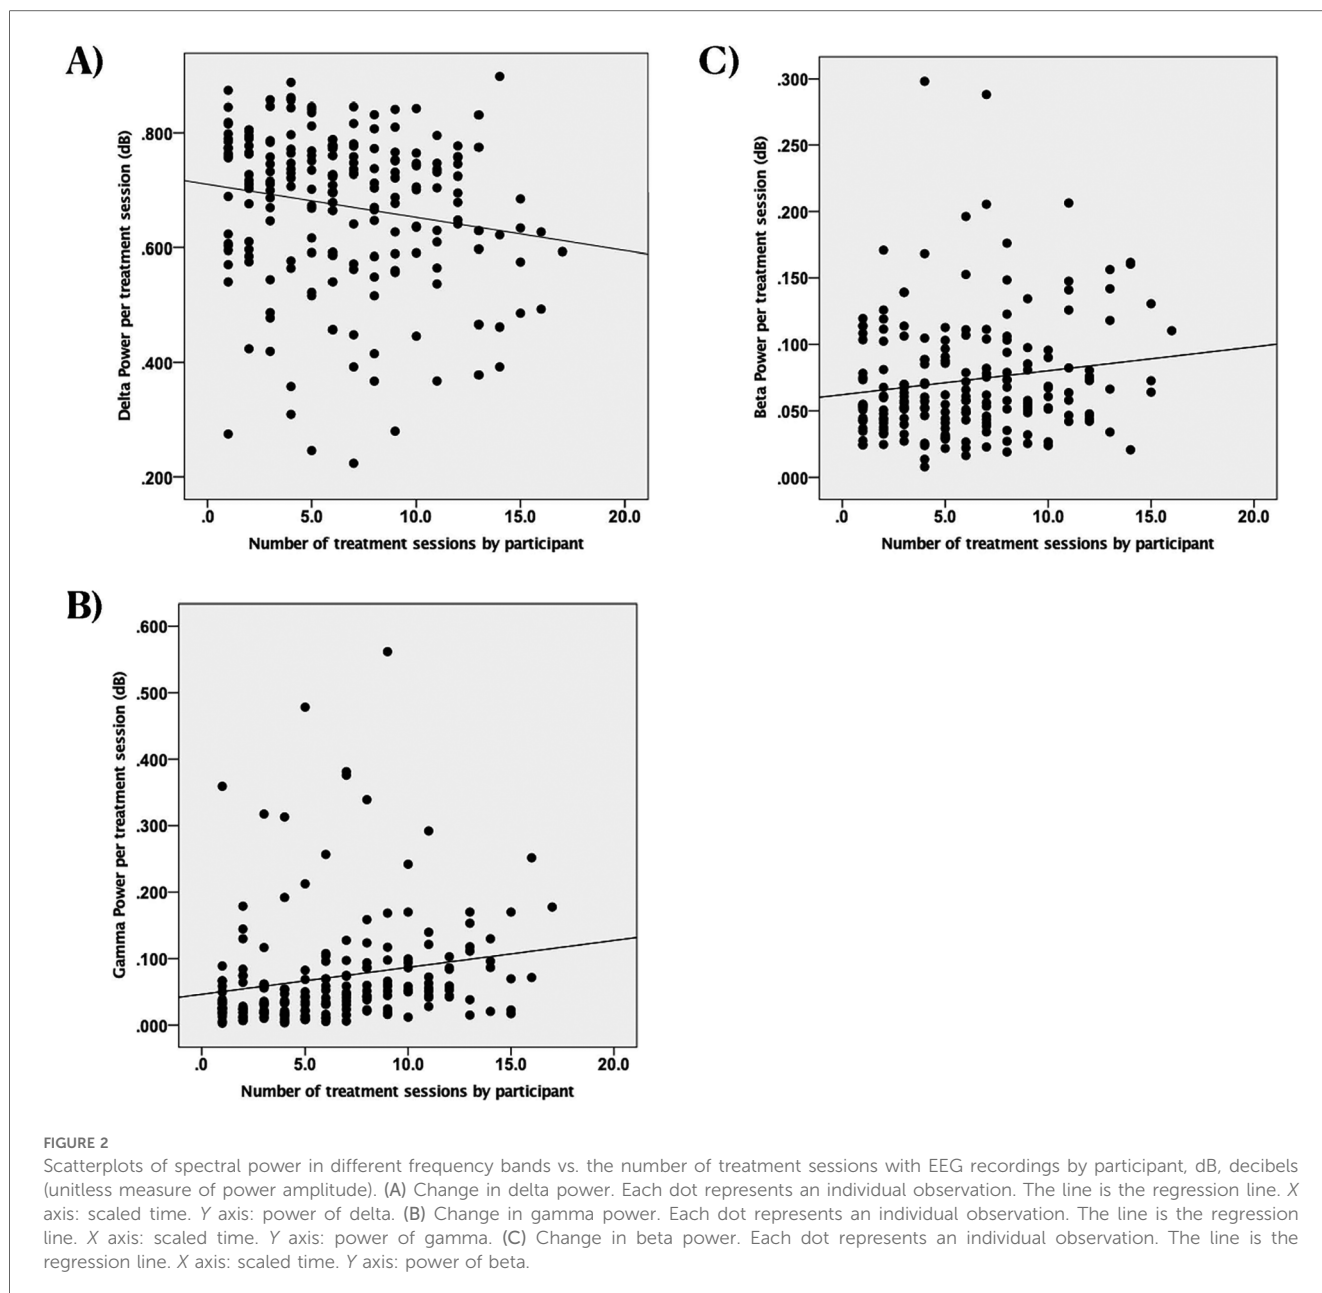 A)
.800
.600
.400
.200
Delta Power per treatment session (dB)
.0 5.0 10.0 15.0 20.0
Number of treatment sessions by participant
C)
.300
.250
.200
.150
.100
.050
.000
Beta Power per treatment session (dB)
.0 5.0 10.0 15.0 20.0
Number of treatment sessions by participant
B)
.600
.500
.400
.300
.200
.100
.000
Gamma Power per treatment session (dB)
.0 5.0 10.0 15.0 20.0
Number of treatment sessions by participant
FIGURE 2
Scatterplots of spectral power in different frequency bands vs. the number of treatment sessions with EEG recordings by participant, dB, decibels
(unitless measure of power amplitude). (A) Change in delta power. Each dot represents an individual observation. The line is the regression line. X
axis: scaled time. Y axis: power of delta. (B) Change in gamma power. Each dot represents an individual observation. The line is the regression
line. X axis: scaled time. Y axis: power of gamma. (C) Change in beta power. Each dot represents an individual observation. The line is the
regression line. X axis: scaled time. Y axis: power of beta.